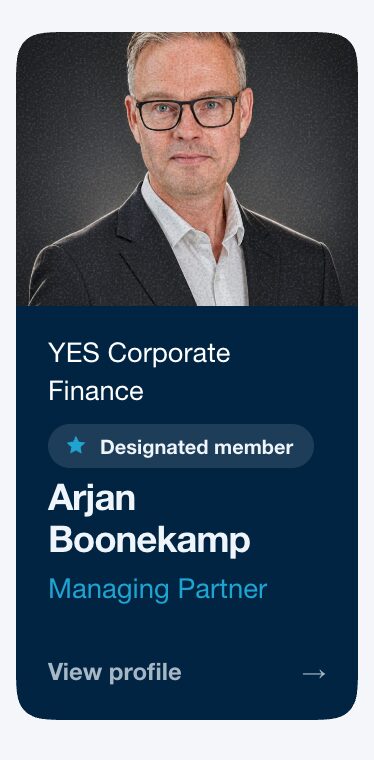 YES Corporate
Finance
Designated member
Arjan
Boonekamp
Managing Partner
View profile →